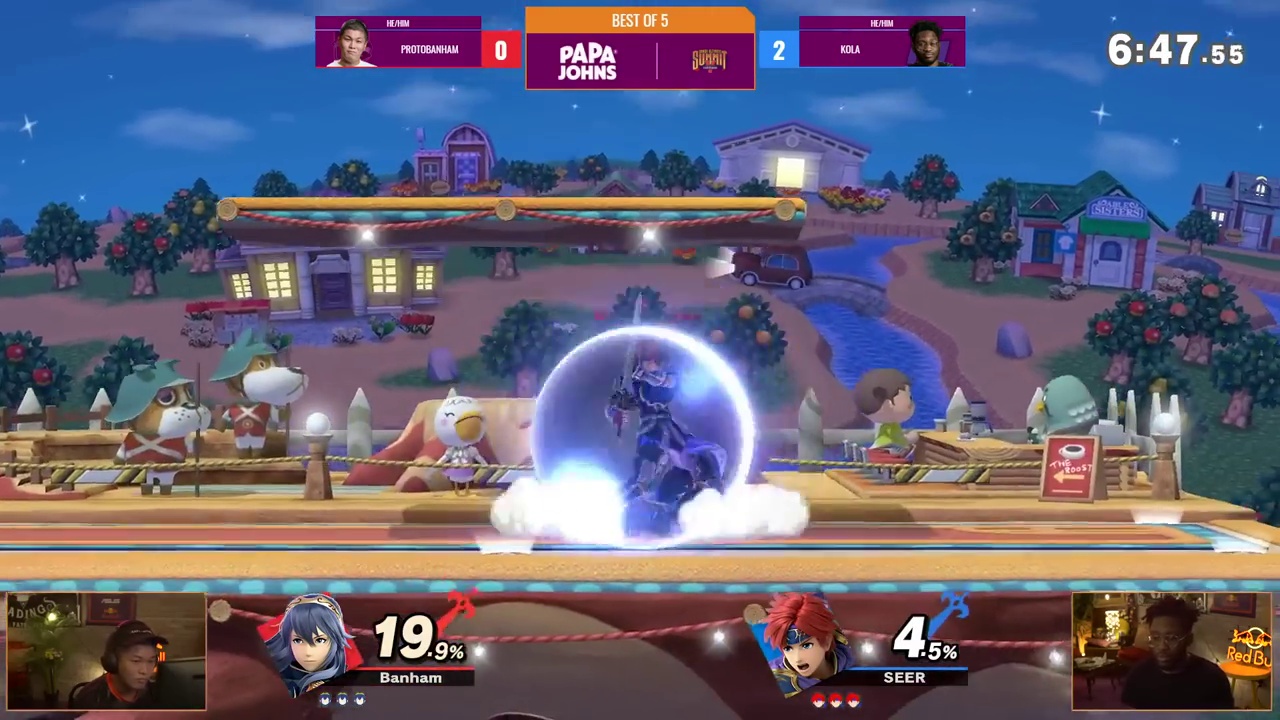 HE/HIM
PROTOBANHAM
0
BEST OF 5
PAPA JOHNS
SUMMIT
2
HE/HIM
KOLA
6:47.55
ABLE SISTERS
THE ROOST
19.9%
Banham
4.5%
SEER
Red Bu